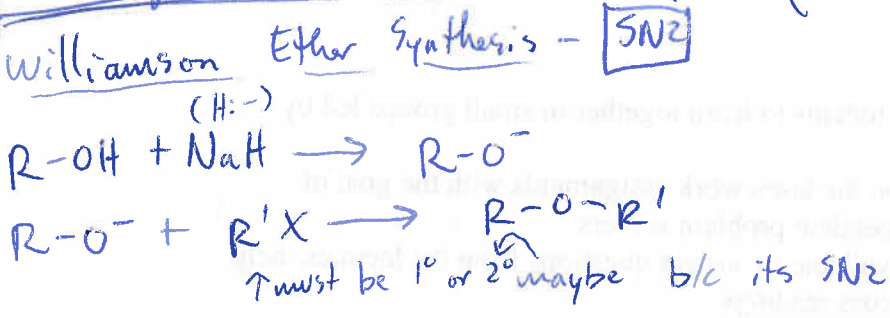 Williamson Ether Synthesis - SN2
(H:-)
R-OH + NaH → R-O⁻
R-O⁻ + R'X → R-O-R'
↑must be 1° or 2° maybe b/c its SN2